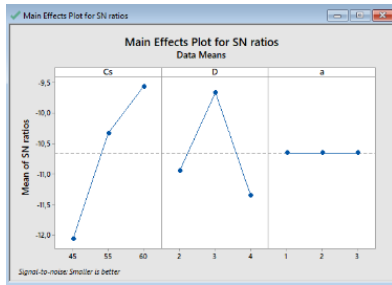 Main Effects Plot for SN ratios
Main Effects Plot for SN ratios
Data Means
Cs D a
-9,5
-10,0
-10,5
-11,0
-11,5
-12,0
Mean of SN ratios
45 55 60 2 3 4 1 2 3
Signal-to-noise: Smaller is better